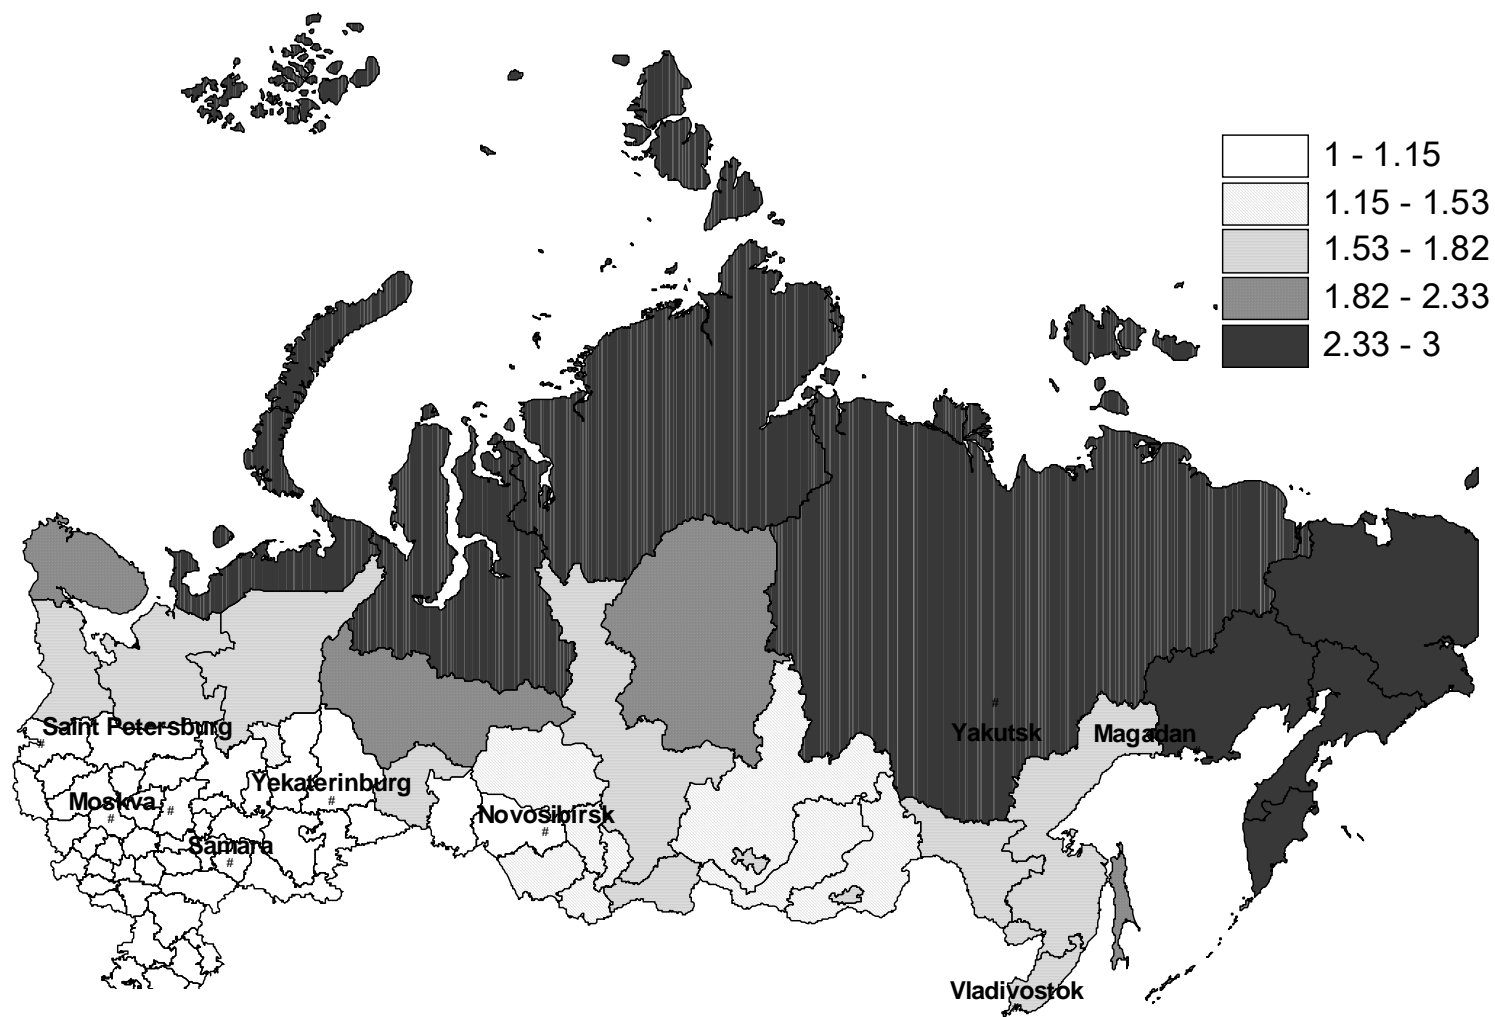 1 - 1.15
1.15 - 1.53
1.53 - 1.82
1.82 - 2.33
2.33 - 3
Saint Petersburg
#
#
Yakutsk
Magadan
Yekaterinburg
#
Moskva
#
#
Novosibirsk
#
Samara
#
Vladivostok